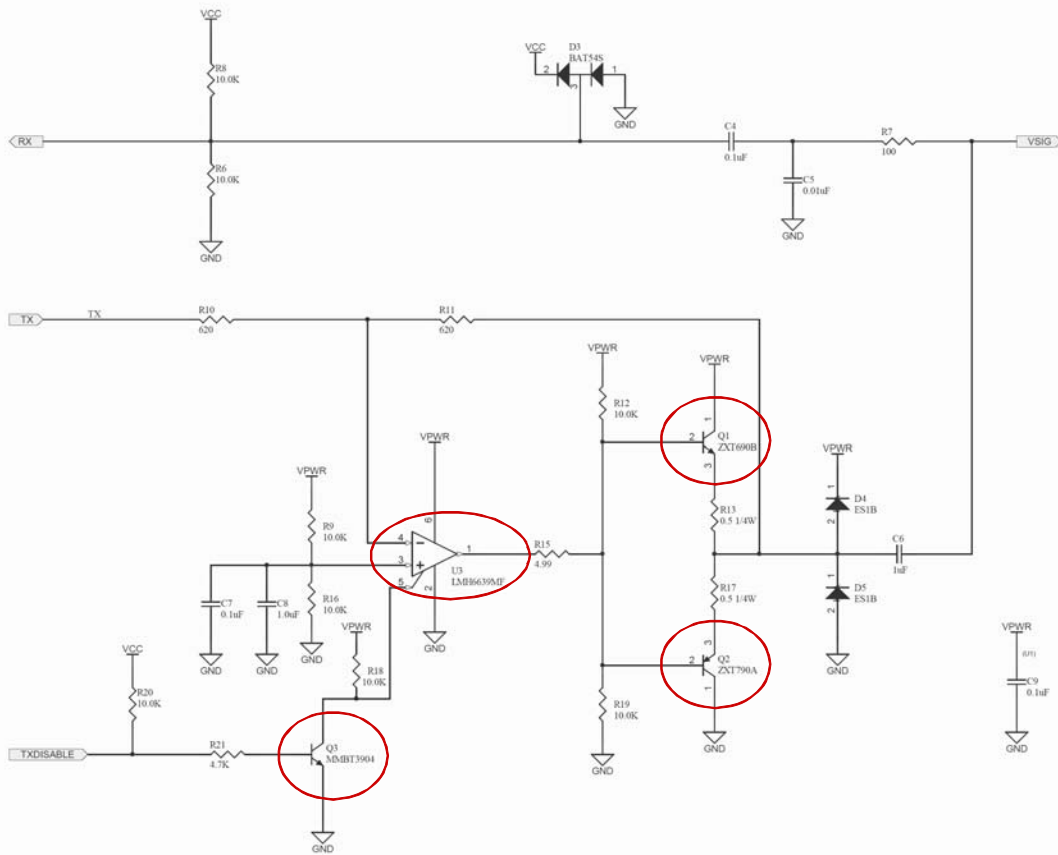 VCC
R8
10.0K
VCC
D3
BAT54S
2
3
1
GND
RX
R6
10.0K
GND
C4
0.1uF
C5
0.01uF
GND
R7
100
VSIG
TX
TX
R10
620
R11
620
VPWR
R12
10.0K
VPWR
1
2
Q1
ZXT690B
3
VPWR
R9
10.0K
VPWR
6
4
3
5
1
2
U3
LMH6639MF
GND
R15
4.99
R13
0.5 1/4W
VPWR
1
D4
ES1B
2
C6
1uF
C7
0.1uF
GND
C8
1.0uF
GND
R16
10.0K
GND
VPWR
R18
10.0K
R17
0.5 1/4W
1
D5
ES1B
2
GND
3
2
Q2
ZXT790A
1
GND
R19
10.0K
GND
VPWR
C9
0.1uF
GND
VCC
R20
10.0K
TXDISABLE
R21
4.7K
Q3
MMBT3904
GND